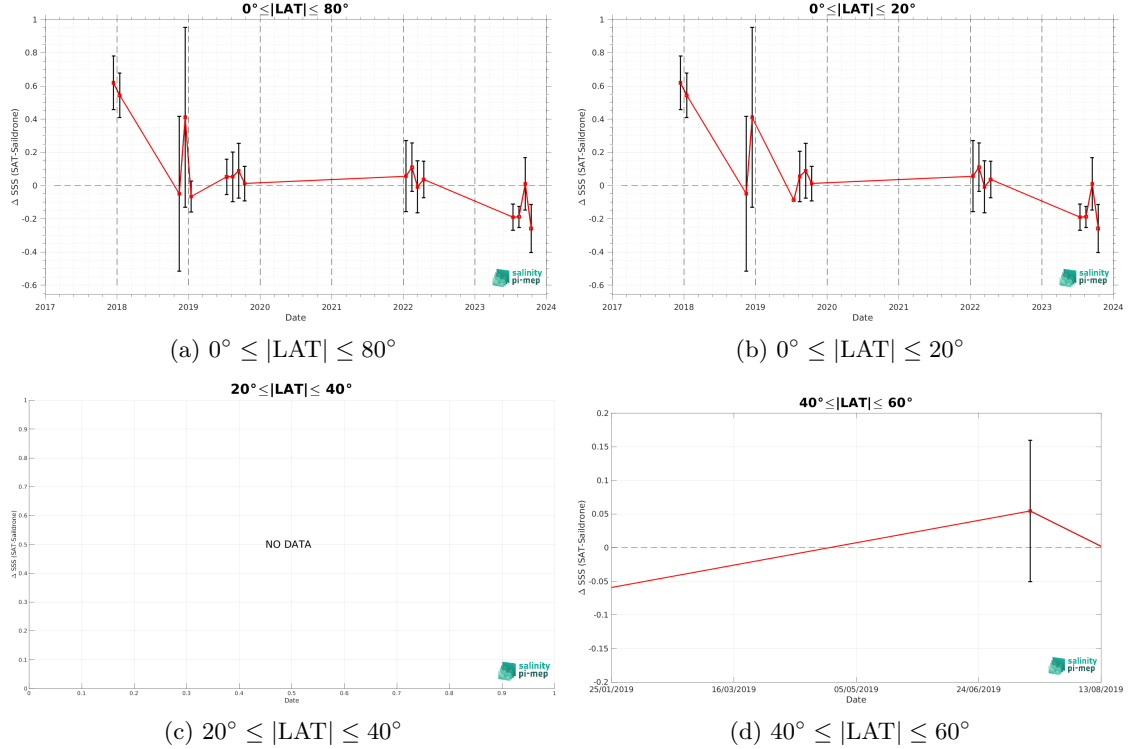 0°≤|LAT|≤ 80°
Δ SSS (SAT-Saildrone)
1
0.8
0.6
0.4
0.2
0
-0.2
-0.4
-0.6
2017 2018 2019 2020 2022 2022 2023 2024
Date
salinity
pi-mep
(a) 0° ≤ |LAT| ≤ 80°
0°≤|LAT|≤ 20°
Δ SSS (SAT-Saildrone)
1
0.8
0.6
0.4
0.2
0
-0.2
-0.4
-0.6
2017 2018 2019 2020 2022 2022 2023 2024
Date
salinity
pi-mep
(b) 0° ≤ |LAT| ≤ 20°
20°≤|LAT|≤ 40°
Δ SSS (SAT-Saildrone)
1
0.9
0.8
0.7
0.6
0.5
0.4
0.3
0.2
0.1
0
NO DATA
0 0.1 0.2 0.3 0.4 0.5 0.6 0.7 0.8 0.9 1
Date
salinity
pi-mep
(c) 20° ≤ |LAT| ≤ 40°
40°≤|LAT|≤ 60°
Δ SSS (SAT-Saildrone)
0.2
0.15
0.1
0.05
0
-0.05
-0.1
-0.15
-0.2
25/01/2019 16/03/2019 05/05/2019 24/06/2019 13/08/2019
Date
salinity
pi-mep
(d) 40° ≤ |LAT| ≤ 60°